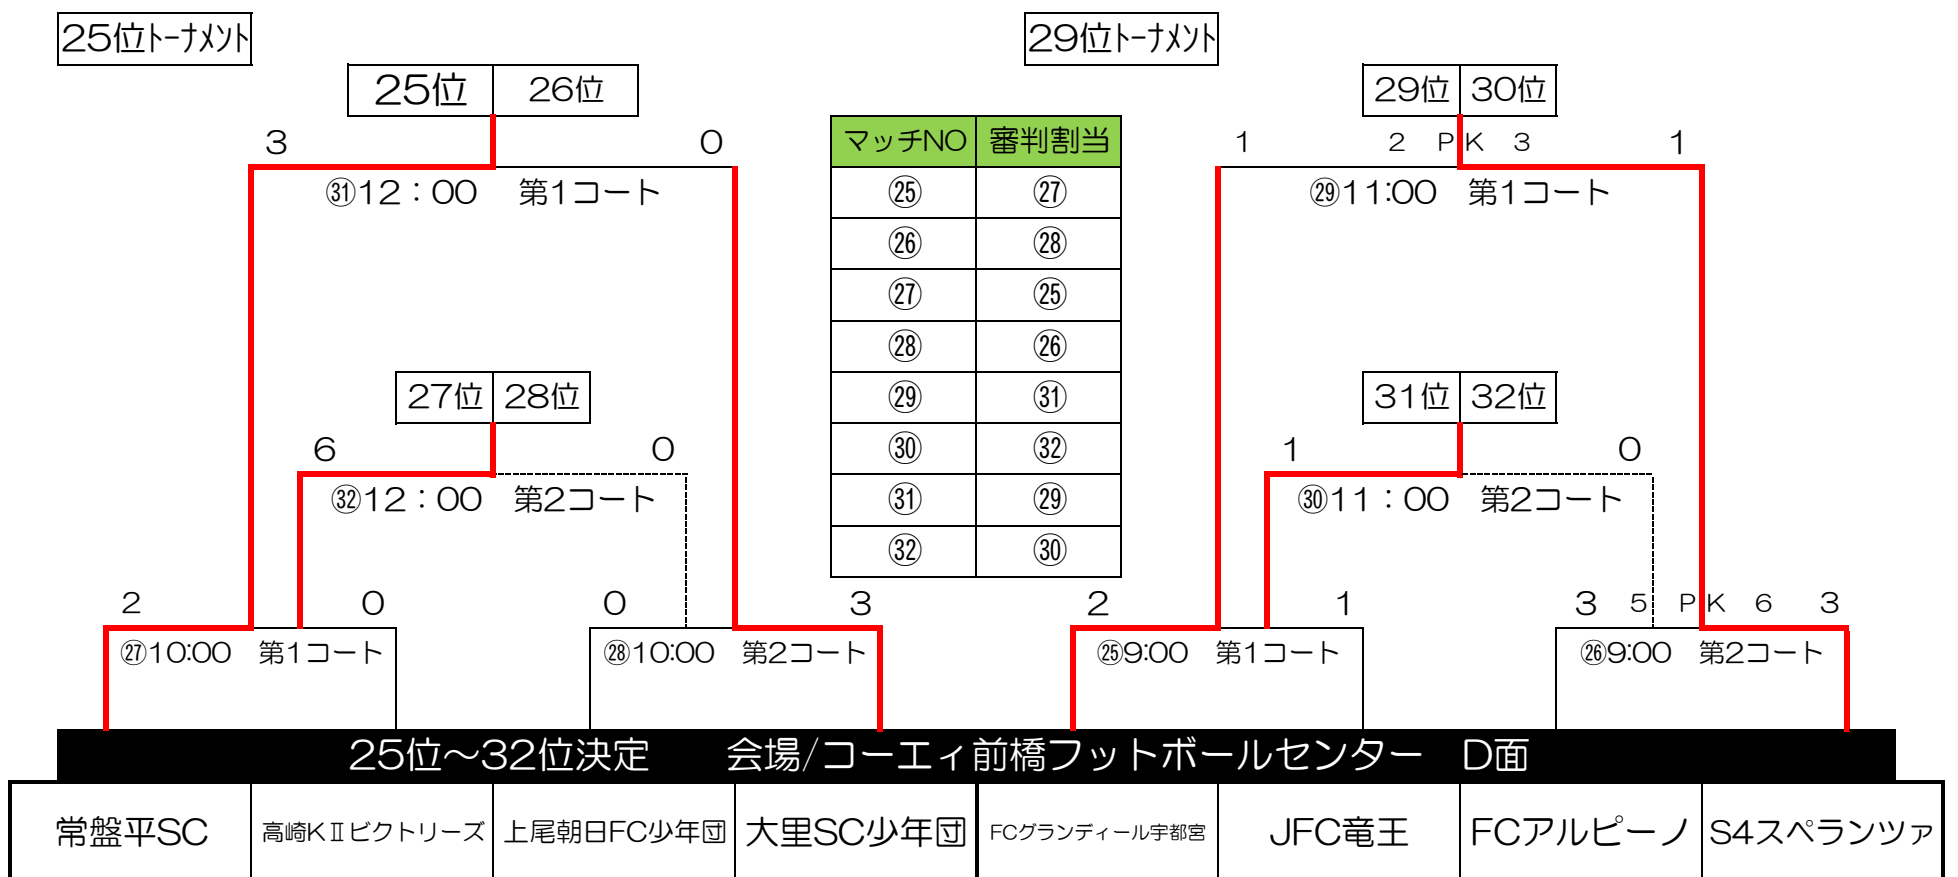 25位トーナメント 29位トーナメント
25位 26位 29位 30位
3 0 マッチNO 審判割当 1 2 PK 3 1
㉛12：00 第1コート ㉕ ㉗ ㉙11:00 第1コート
㉖ ㉘
㉗ ㉕
㉘ ㉖
27位 28位 ㉙ ㉛ 31位 32位
6 0 ㉚ ㉜ 1 0
㉜12：00 第2コート ㉛ ㉙ ㉚11：00 第2コート
㉜ ㉚
2 0 0 3 2 1 3 5 PK 6 3
㉗10:00 第1コート ㉘10:00 第2コート ㉕9:00 第1コート ㉖9:00 第2コート
25位～32位決定 会場/コーエィ前橋フットボールセンター D面
常盤平SC 高崎KⅡビクトリーズ 上尾朝日FC少年団 大里SC少年団 FCグランディール宇都宮 JFC竜王 FCアルピーノ S4スペランツァ